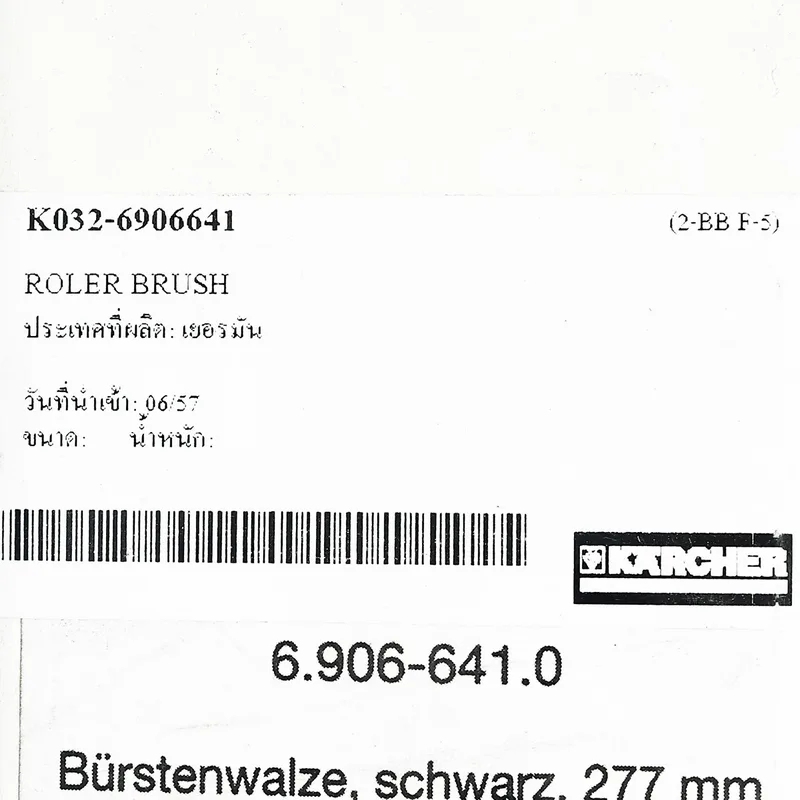 K032-6906641 (2-BB F-5)
ROLER BRUSH
ประเทศที่ผลิต: เยอรมัน
วันที่นำเข้า: 06/57
ขนาด: น้ำหนัก:
KÄRCHER
6.906-641.0
Bürstenwalze, schwarz, 277 mm